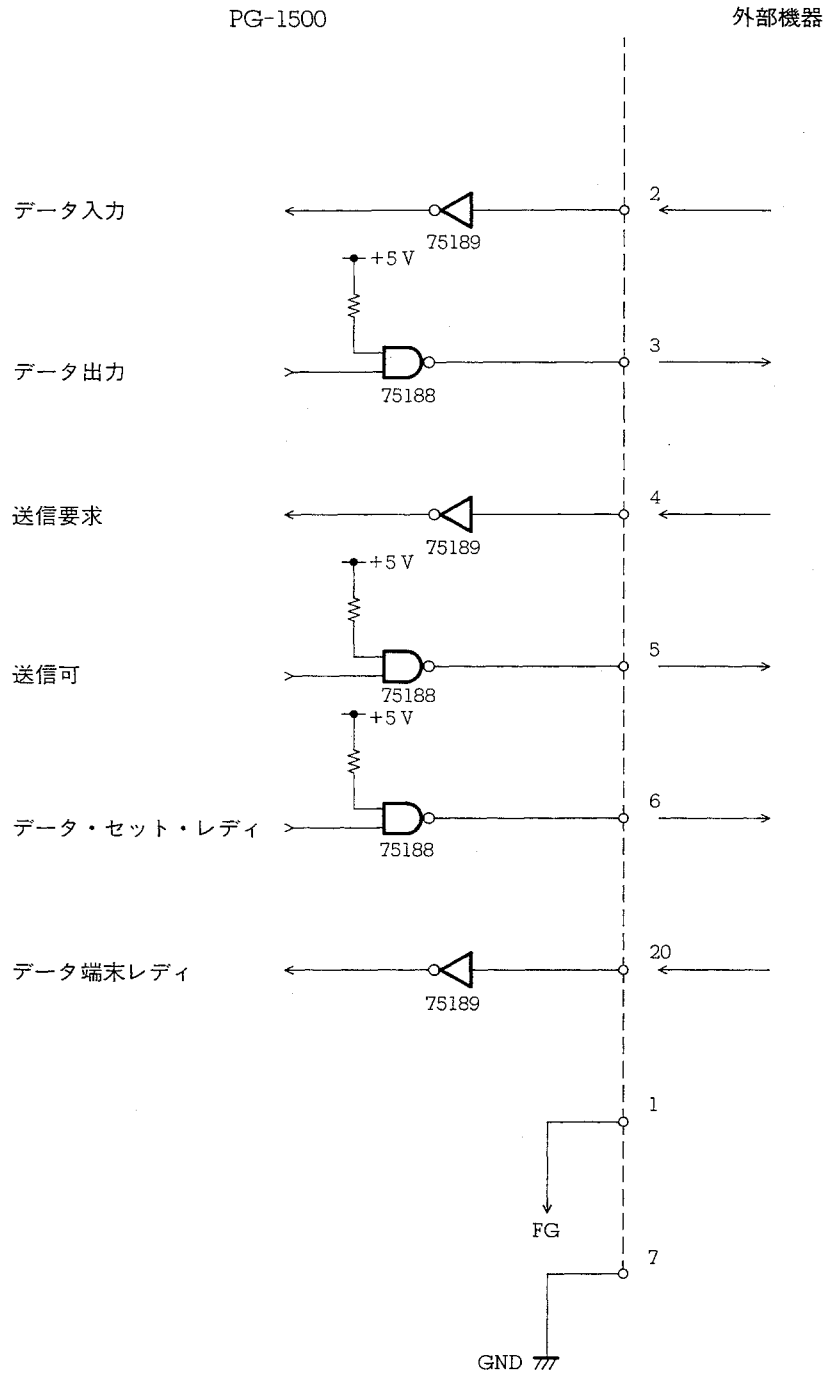 PG-1500
外部機器
データ入力
75189
2
+5 V
データ出力
75188
3
送信要求
75189
4
+5 V
送信可
75188
5
+5 V
データ・セット・レディ
75188
6
データ端末レディ
75189
20
1
FG
7
GND